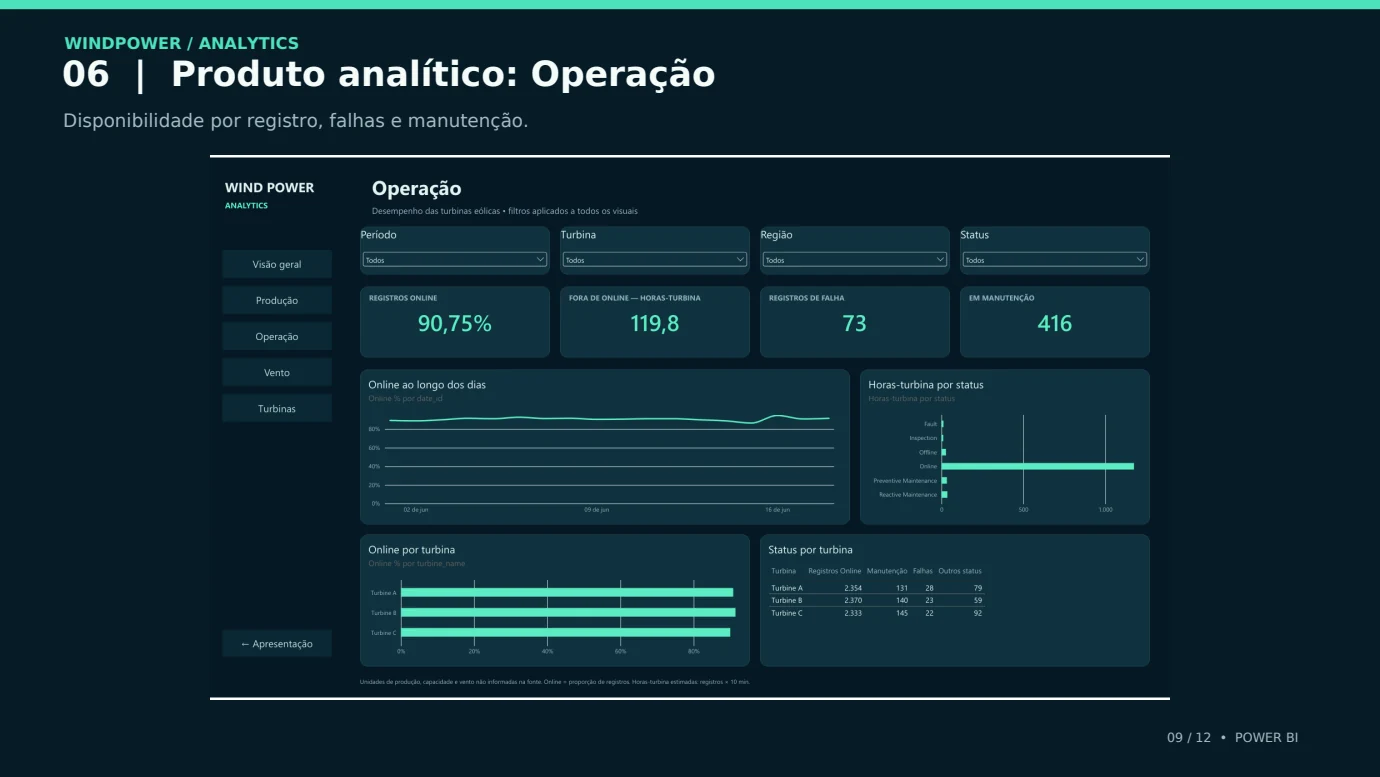 WINDPOWER / ANALYTICS
06 | Produto analítico: Operação
Disponibilidade por registro, falhas e manutenção.
WIND POWER
ANALYTICS
Visão geral
Produção
Operação
Vento
Turbinas
← Apresentação
Operação
Desempenho das turbinas eólicas • filtros aplicados a todos os visuais
Período
Todos
Turbina
Todos
Região
Todos
Status
Todos
REGISTROS ONLINE
90,75%
FORA DE ONLINE — HORAS-TURBINA
119,8
REGISTROS DE FALHA
73
EM MANUTENÇÃO
416
Online ao longo dos dias
Online % por date_id
80%
60%
40%
20%
0%
02 de jun 09 de jun 16 de jun
Horas-turbina por status
Horas-turbina por status
Fault
Inspection
Offline
Online
Preventive Maintenance
Reactive Maintenance
0 500 1.000
Online por turbina
Online % por turbine_name
Turbine A
Turbine B
Turbine C
0% 20% 40% 60% 80%
Status por turbina
Turbina Registros Online Manutenção Falhas Outros status
Turbine A 2.354 131 28 79
Turbine B 2.370 140 23 59
Turbine C 2.333 145 22 92
Unidades de produção, capacidade e vento não informadas na fonte. Online = proporção de registros. Horas-turbina estimadas: registros × 10 min.
09 / 12 • POWER BI